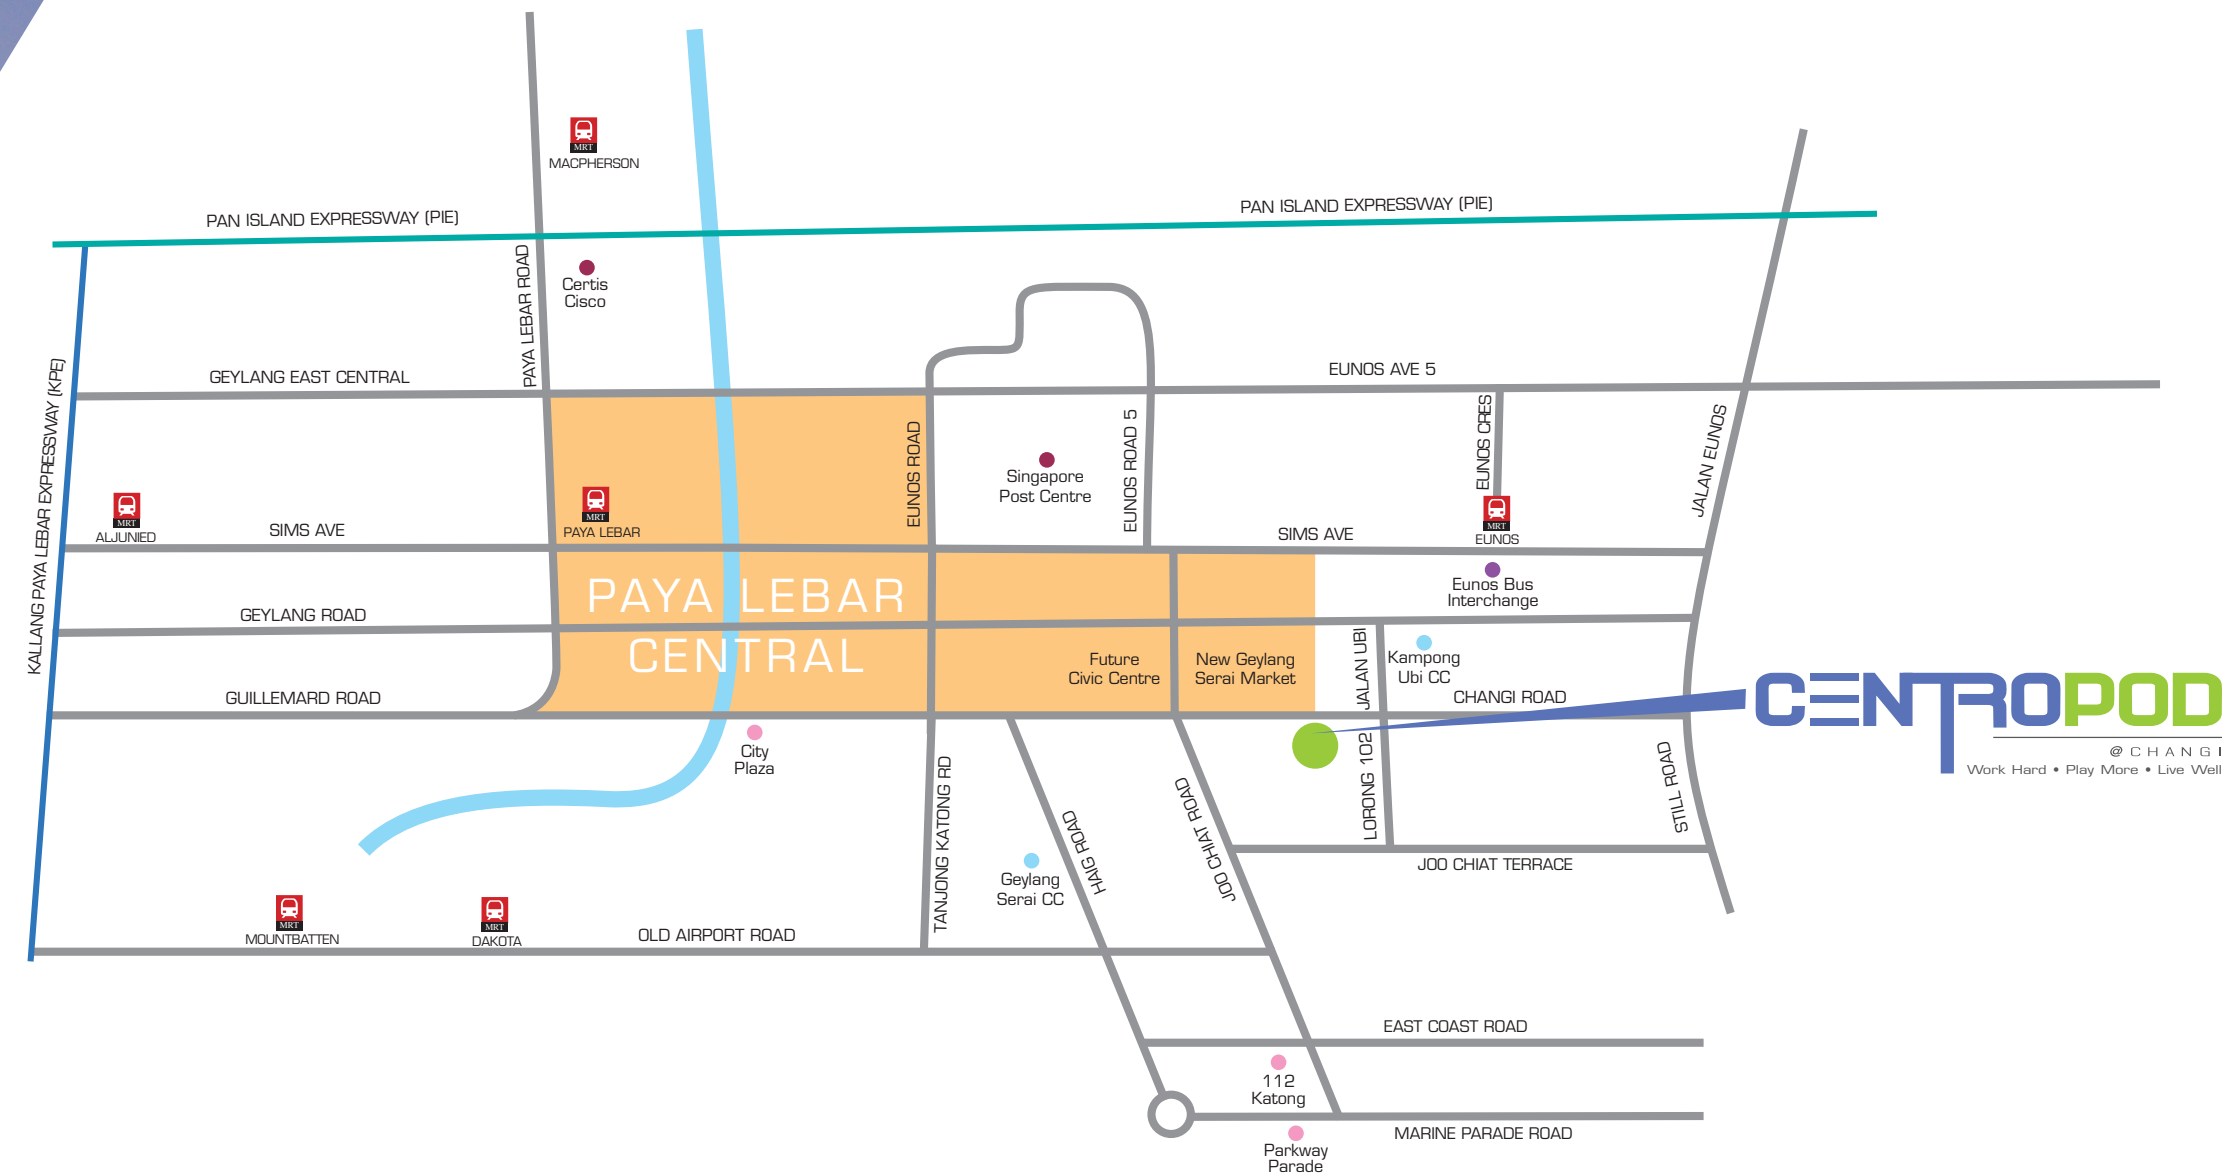 MRT
MACPHERSON
PAN ISLAND EXPRESSWAY (PIE)
PAN ISLAND EXPRESSWAY (PIE)
PAYA LEBAR ROAD
Certis
Cisco
KALLANG PAYA LEBAR EXPRESSWAY (KPE)
GEYLANG EAST CENTRAL
EUNOS AVE 5
EUNOS ROAD
Singapore
Post Centre
EUNOS ROAD 5
EUNOS CRES
JALAN EUNOS
MRT
ALJUNIED
SIMS AVE
MRT
PAYA LEBAR
SIMS AVE
MRT
EUNOS
Eunos Bus
Interchange
PAYA LEBAR
CENTRAL
GEYLANG ROAD
Future
Civic Centre
New Geylang
Serai Market
JALAN UBI
Kampong
Ubi CC
GUILLEMARD ROAD
CHANGI ROAD
CENTROPOD
@CHANGI
Work Hard • Play More • Live Well
City
Plaza
TANJONG KATONG RD
HAIG ROAD
JOO CHIAT ROAD
LORONG 102
STILL ROAD
JOO CHIAT TERRACE
Geylang
Serai CC
MRT
MOUNTBATTEN
MRT
DAKOTA
OLD AIRPORT ROAD
EAST COAST ROAD
112
Katong
MARINE PARADE ROAD
Parkway
Parade